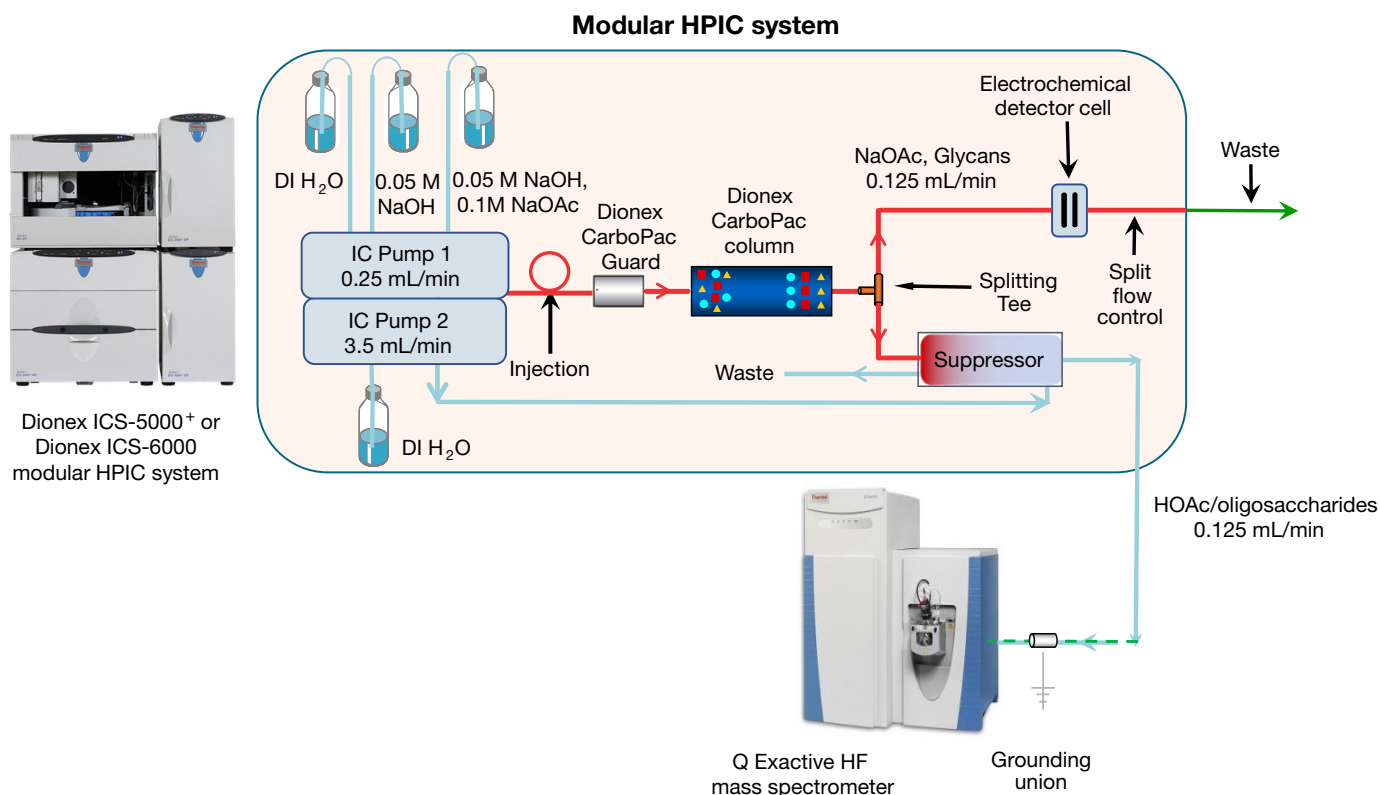 Modular HPIC system
DI H2O
0.05 M
NaOH
0.05 M NaOH,
0.1M NaOAc
IC Pump 1
0.25 mL/min
IC Pump 2
3.5 mL/min
DI H2O
Injection
Dionex
CarboPac
Guard
Dionex
CarboPac
column
NaOAc, Glycans
0.125 mL/min
Electrochemical
detector cell
Waste
Splitting
Tee
Split
flow
control
Suppressor
Waste
Dionex ICS-5000+ or
Dionex ICS-6000
modular HPIC system
HOAc/oligosaccharides
0.125 mL/min
Q Exactive HF
mass spectrometer
Grounding
union